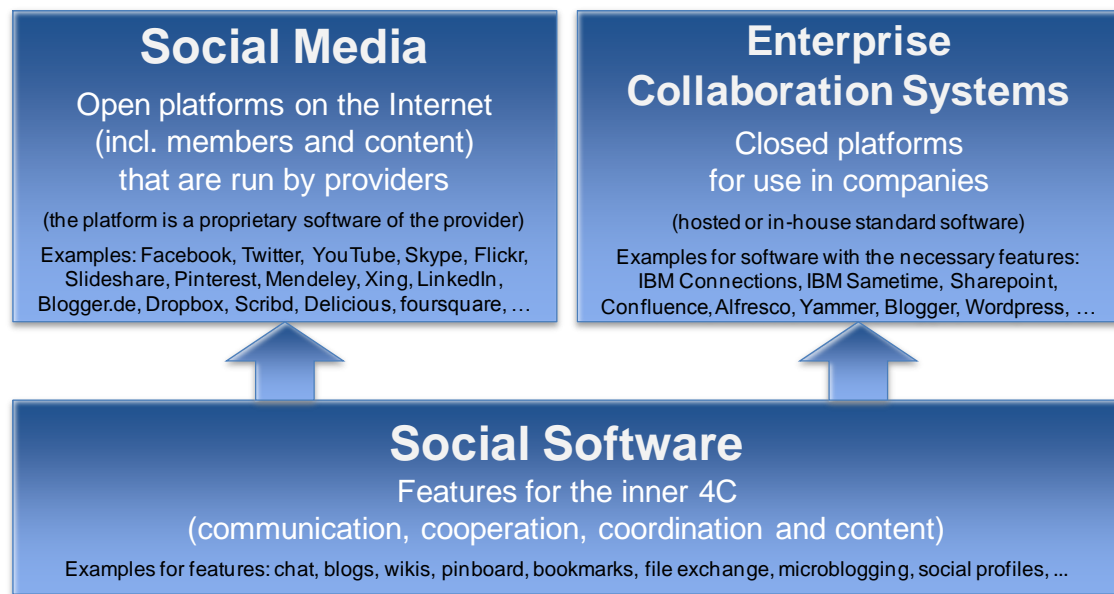 Social Media
Open platforms on the Internet
(incl. members and content)
that are run by providers
(the platform is a proprietary software of the provider)
Examples: Facebook, Twitter, YouTube, Skype, Flickr,
Slideshare, Pinterest, Mendeley, Xing, LinkedIn,
Blogger.de, Dropbox, Scribd, Delicious, foursquare, …
Enterprise
Collaboration Systems
Closed platforms
for use in companies
(hosted or in-house standard software)
Examples for software with the necessary features:
IBM Connections, IBM Sametime, Sharepoint,
Confluence, Alfresco, Yammer, Blogger, Wordpress, …
Social Software
Features for the inner 4C
(communication, cooperation, coordination and content)
Examples for features: chat, blogs, wikis, pinboard, bookmarks, file exchange, microblogging, social profiles, ...